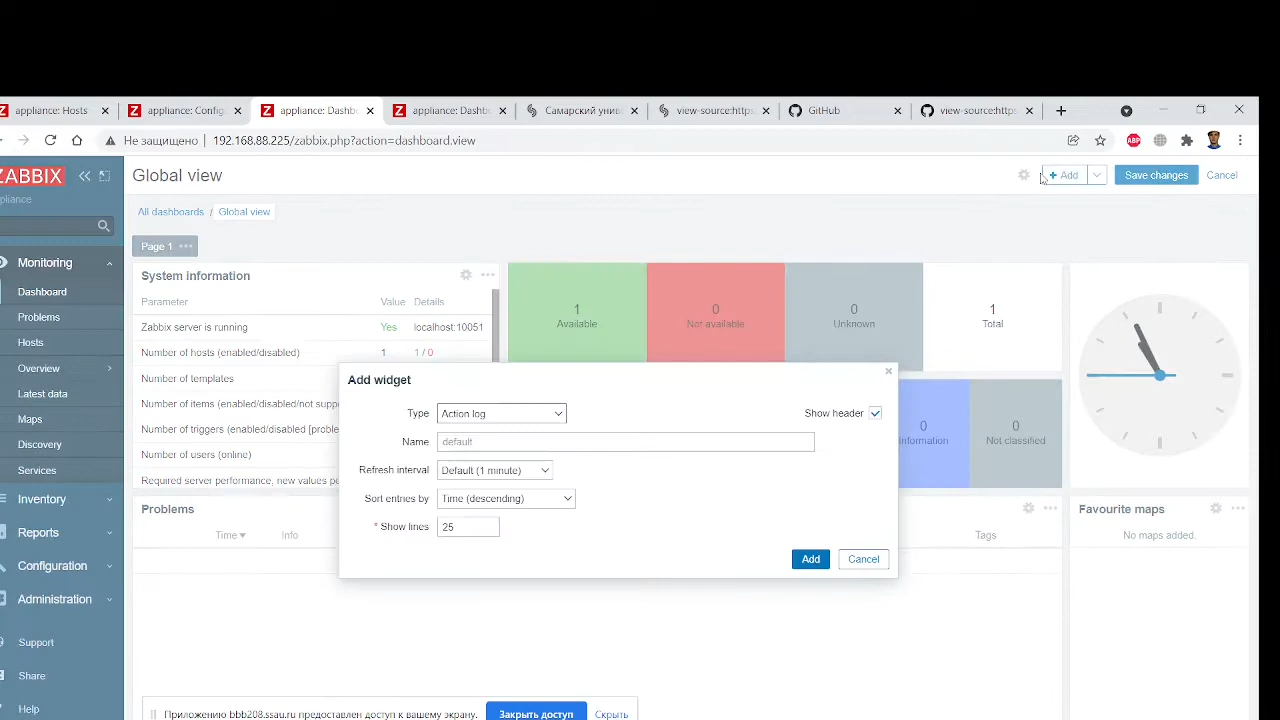 appliance: Hosts
appliance: Config
appliance: Dashb
appliance: Dashb
Самарский униве
view-source:https
GitHub
view-source:https
Не защищено
192.168.88.225/zabbix.php?action=dashboard.view
ABP
ZABBIX
Global view
+ Add
Save changes
Cancel
pliance
All dashboards / Global view
Page 1
Monitoring
Dashboard
Problems
Hosts
Overview
Latest data
Maps
Discovery
Services
Inventory
Reports
Configuration
Administration
Support
Share
Help
System information
Parameter Value Details
Zabbix server is running Yes localhost:10051
Number of hosts (enabled/disabled) 1 1 / 0
Number of templates
Number of items (enabled/disabled/not supp
Number of triggers (enabled/disabled [proble
Number of users (online)
Required server performance, new values pe
1
Available
0
Not available
0
Unknown
1
Total
0
Information
0
Not classified
Add widget
Type Action log
Show header
Name default
Refresh interval Default (1 minute)
Sort entries by Time (descending)
* Show lines 25
Add Cancel
Problems
Time Info Tags
Favourite maps
No maps added.
Приложению bbb208.ssau.ru предоставлен доступ к вашему экрану.
Закрыть доступ
Скрыть